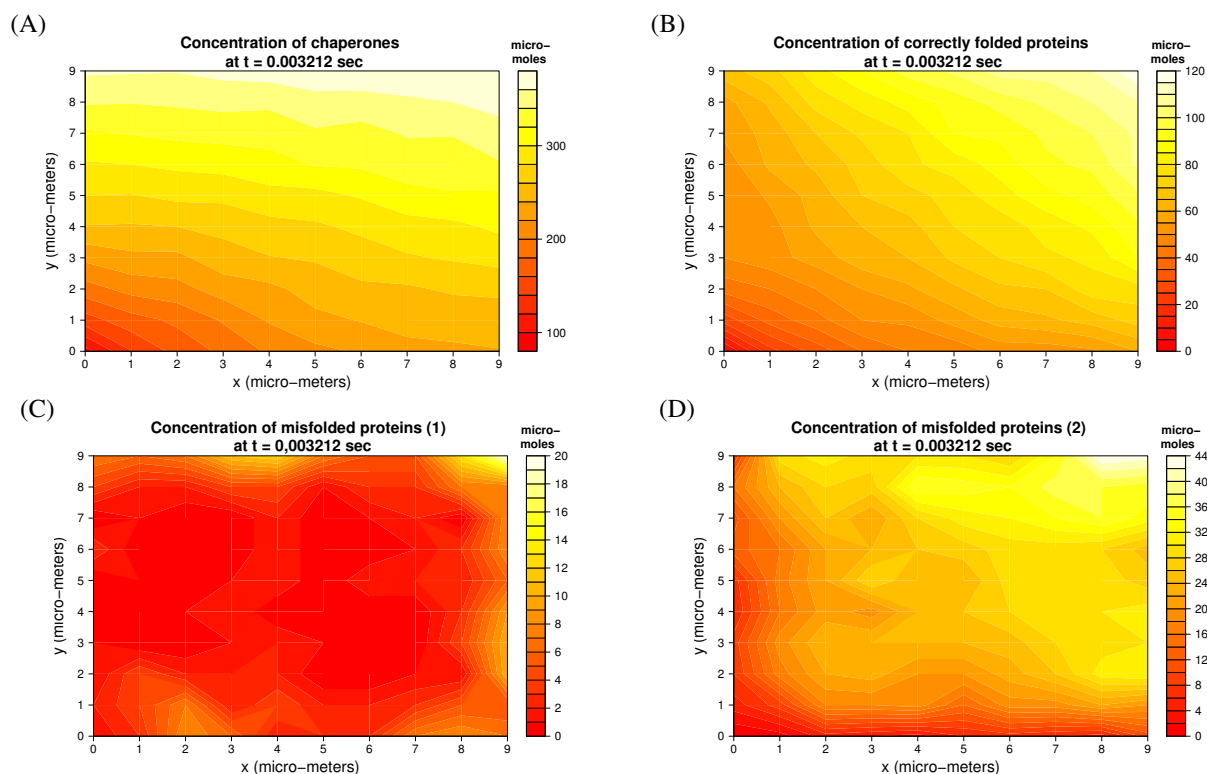 (A)
Concentration of chaperones
at t = 0.003212 sec
micro−
moles
9
8
7
6
5
4
3
2
1
0
y (micro−meters)
0 1 2 3 4 5 6 7 8 9
x (micro−meters)
300
200
100
(B)
Concentration of correctly folded proteins
at t = 0.003212 sec
micro−
moles
9
8
7
6
5
4
3
2
1
0
y (micro−meters)
0 1 2 3 4 5 6 7 8 9
x (micro−meters)
120
100
80
60
40
20
0
(C)
Concentration of misfolded proteins (1)
at t = 0,003212 sec
micro−
moles
9
8
7
6
5
4
3
2
1
0
y (micro−meters)
0 1 2 3 4 5 6 7 8 9
x (micro−meters)
20
18
16
14
12
10
8
6
4
2
0
(D)
Concentration of misfolded proteins (2)
at t = 0.003212 sec
micro−
moles
9
8
7
6
5
4
3
2
1
0
y (micro−meters)
0 1 2 3 4 5 6 7 8 9
x (micro−meters)
44
40
36
32
28
24
20
16
12
8
4
0